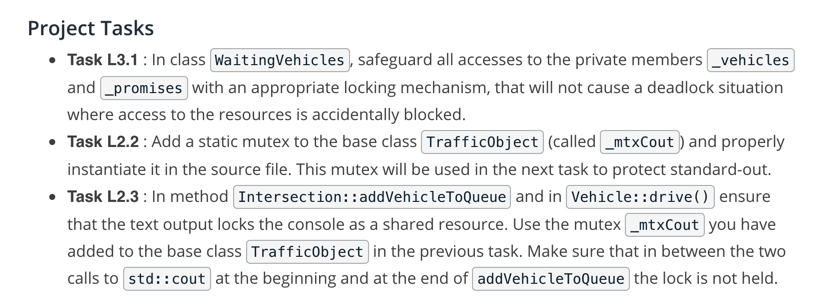 Project Tasks
• Task L3.1 : In class WaitingVehicles, safeguard all accesses to the private members _vehicles
and _promises with an appropriate locking mechanism, that will not cause a deadlock situation
where access to the resources is accidentally blocked.
• Task L2.2 : Add a static mutex to the base class TrafficObject (called _mtxCout) and properly
instantiate it in the source file. This mutex will be used in the next task to protect standard-out.
• Task L2.3 : In method Intersection::addVehicleToQueue and in Vehicle::drive() ensure
that the text output locks the console as a shared resource. Use the mutex _mtxCout you have
added to the base class TrafficObject in the previous task. Make sure that in between the two
calls to std::cout at the beginning and at the end of addVehicleToQueue the lock is not held.